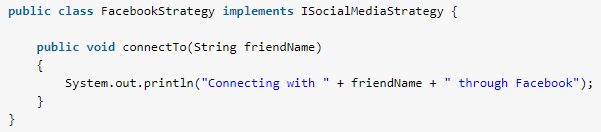 public class FacebookStrategy implements ISocialMediaStrategy {
public void connectTo(String friendName)
{
System.out.println("Connecting with " + friendName + " through Facebook");
}
}